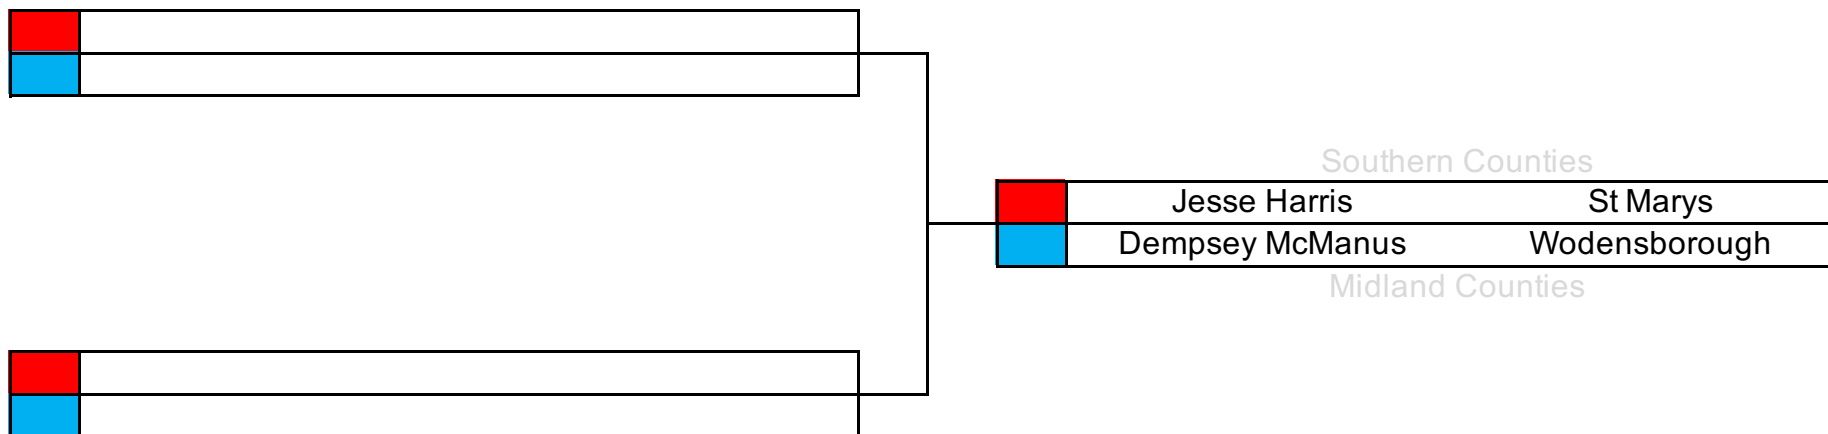 Southern Counties
Jesse Harris St Marys
Dempsey McManus Wodensborough
Midland Counties